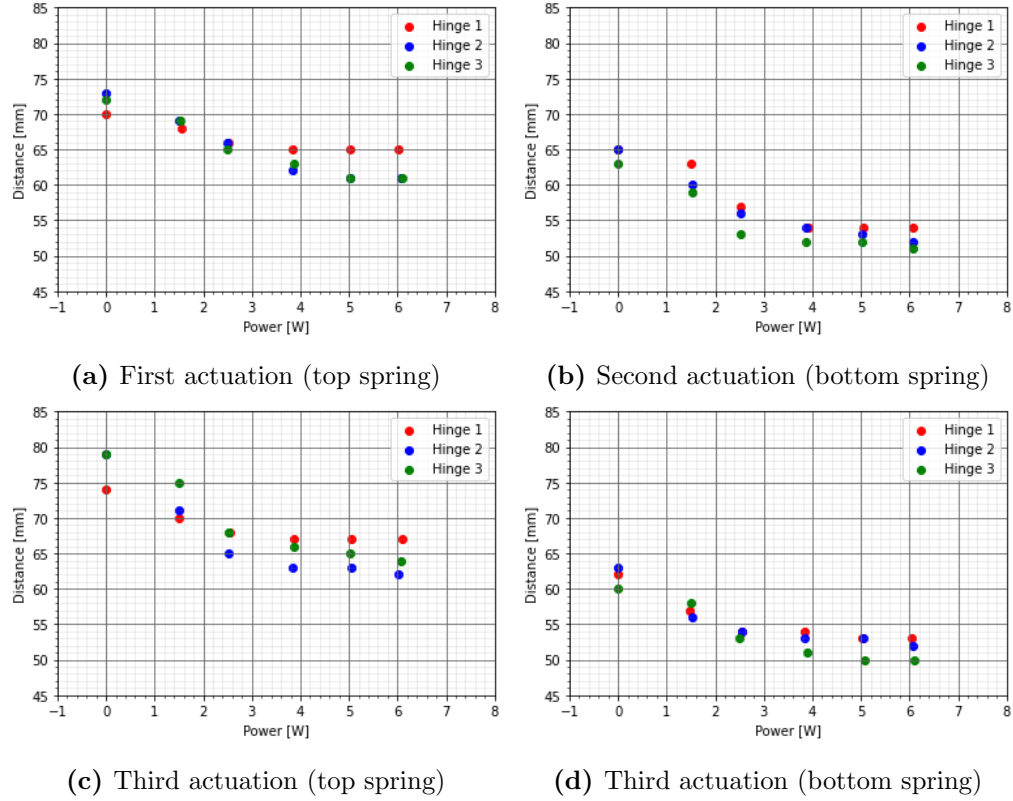 85
80
75
70
65
60
55
50
45
Distance [mm]
Hinge 1
Hinge 2
Hinge 3
−1 0 1 2 3 4 5 6 7 8
Power [W]
(a) First actuation (top spring)
85
80
75
70
65
60
55
50
45
Distance [mm]
Hinge 1
Hinge 2
Hinge 3
−1 0 1 2 3 4 5 6 7 8
Power [W]
(b) Second actuation (bottom spring)
85
80
75
70
65
60
55
50
45
Distance [mm]
Hinge 1
Hinge 2
Hinge 3
−1 0 1 2 3 4 5 6 7 8
Power [W]
(c) Third actuation (top spring)
85
80
75
70
65
60
55
50
45
Distance [mm]
Hinge 1
Hinge 2
Hinge 3
−1 0 1 2 3 4 5 6 7 8
Power [W]
(d) Third actuation (bottom spring)